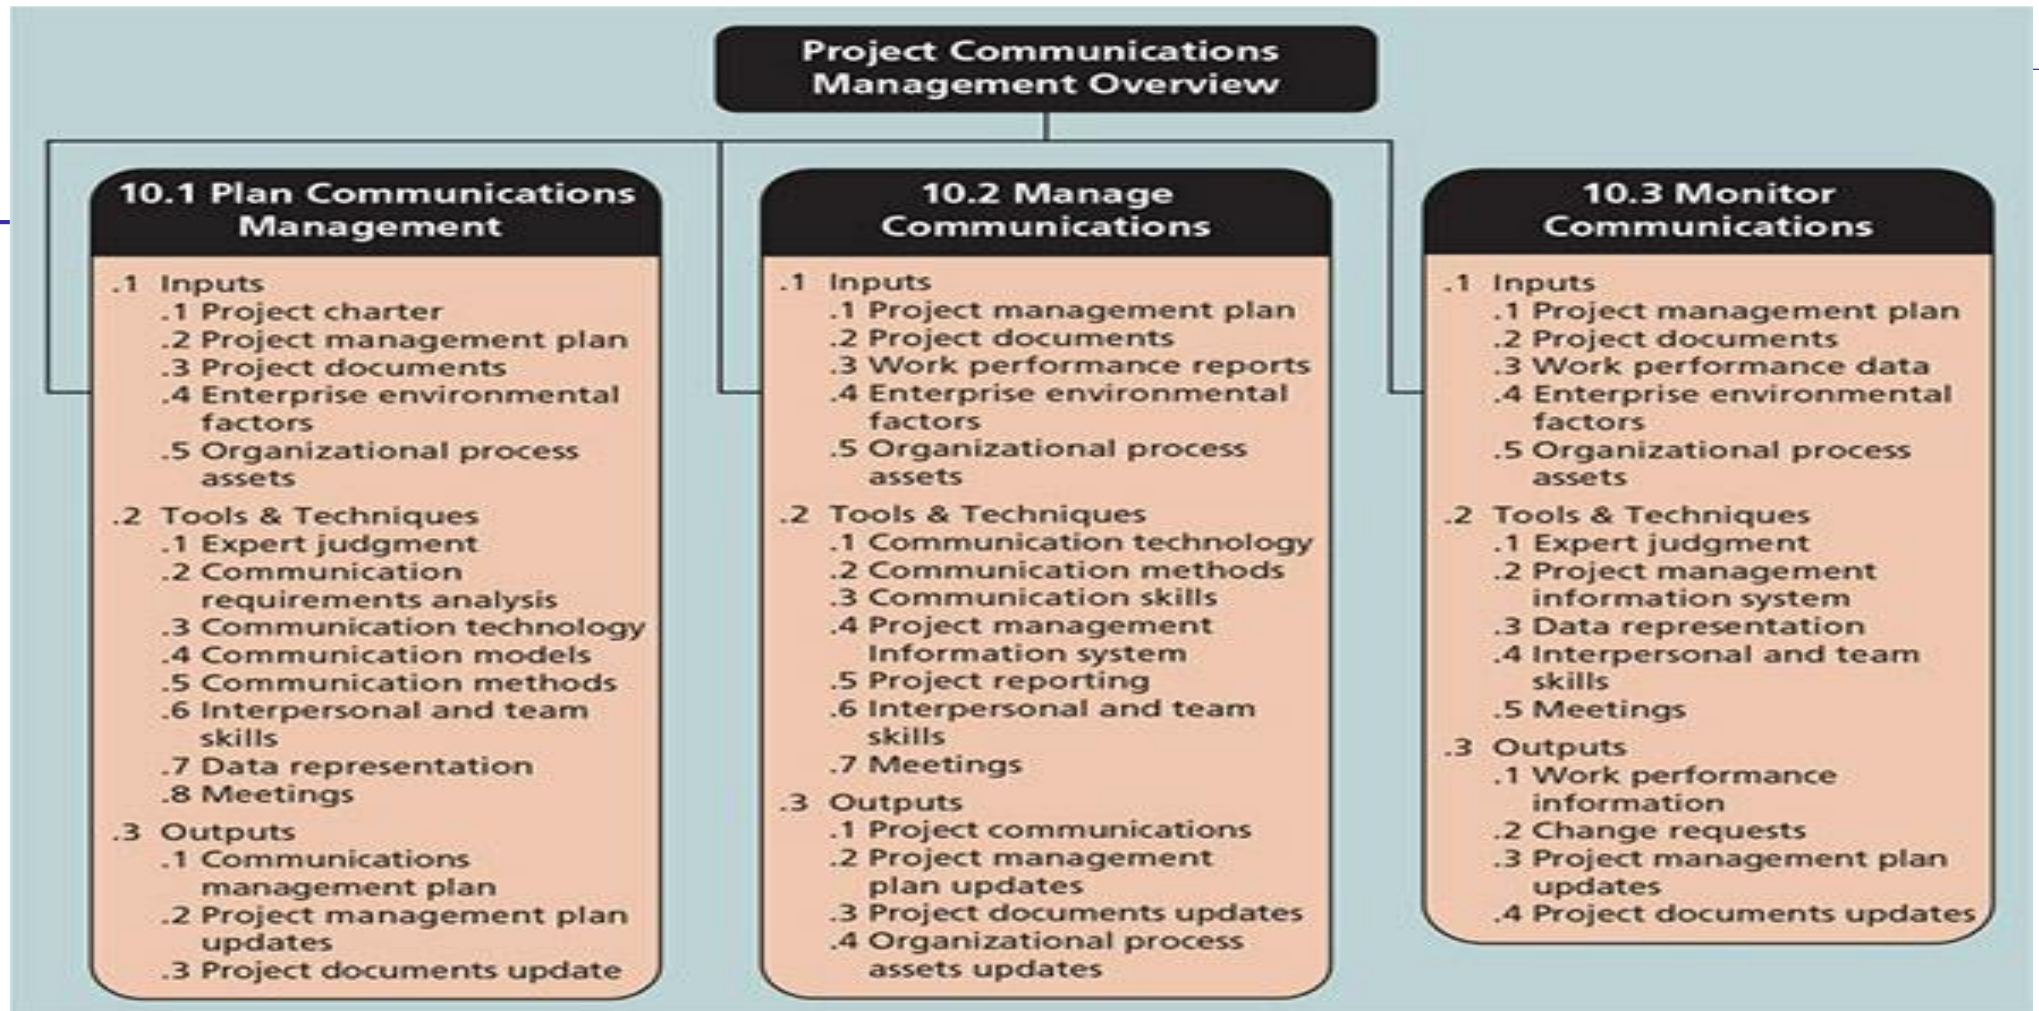 Project Communications
Management Overview
10.1 Plan Communications
Management
.1 Inputs
.1 Project charter
.2 Project management plan
.3 Project documents
.4 Enterprise environmental
factors
.5 Organizational process
assets
.2 Tools & Techniques
.1 Expert judgment
.2 Communication
requirements analysis
.3 Communication technology
.4 Communication models
.5 Communication methods
.6 Interpersonal and team
skills
.7 Data representation
.8 Meetings
.3 Outputs
.1 Communications
management plan
.2 Project management plan
updates
.3 Project documents update
10.2 Manage
Communications
.1 Inputs
.1 Project management plan
.2 Project documents
.3 Work performance reports
.4 Enterprise environmental
factors
.5 Organizational process
assets
.2 Tools & Techniques
.1 Communication technology
.2 Communication methods
.3 Communication skills
.4 Project management
Information system
.5 Project reporting
.6 Interpersonal and team
skills
.7 Meetings
.3 Outputs
.1 Project communications
.2 Project management
plan updates
.3 Project documents updates
.4 Organizational process
assets updates
10.3 Monitor
Communications
.1 Inputs
.1 Project management plan
.2 Project documents
.3 Work performance data
.4 Enterprise environmental
factors
.5 Organizational process
assets
.2 Tools & Techniques
.1 Expert judgment
.2 Project management
information system
.3 Data representation
.4 Interpersonal and team
skills
.5 Meetings
.3 Outputs
.1 Work performance
information
.2 Change requests
.3 Project management plan
updates
.4 Project documents updates